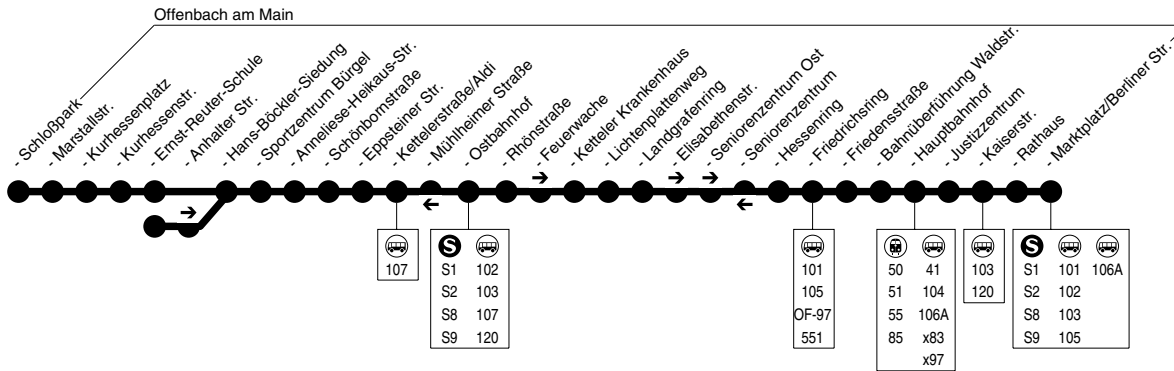 Offenbach am Main
Schloßpark
Marstallstr.
Kurhessenplatz
Kurhessenstr.
Ernst-Reuter-Schule
Anhalter Str.
Hans-Böckler-Siedung
Sportzentrum Bürgel
Anneliese-Heikaus-Str.
Schönbornstraße
Eppsteiner Str.
Kettelerstraße/Aldi
Mühlheimer Straße
Ostbahnhof
Rhönstraße
Feuerwache
Ketteler Krankenhaus
Lichtenplattenweg
Landgrafenring
Elisabethenstr.
Seniorenzentrum Ost
Seniorenzentrum
Hessenring
Friedrichsring
Friedensstraße
Bahnüberführung Waldstr.
Hauptbahnhof
Justizzentrum
Kaiserstr.
Rathaus
Marktplatz/Berliner Str.
107
S
S1 102
S2 103
S8 107
S9 120
101
105
OF-97
551
50 41
51 104
55 106A
85 x83
x97
103
120
S
S1 101 106A
S2 102
S8 103
S9 105